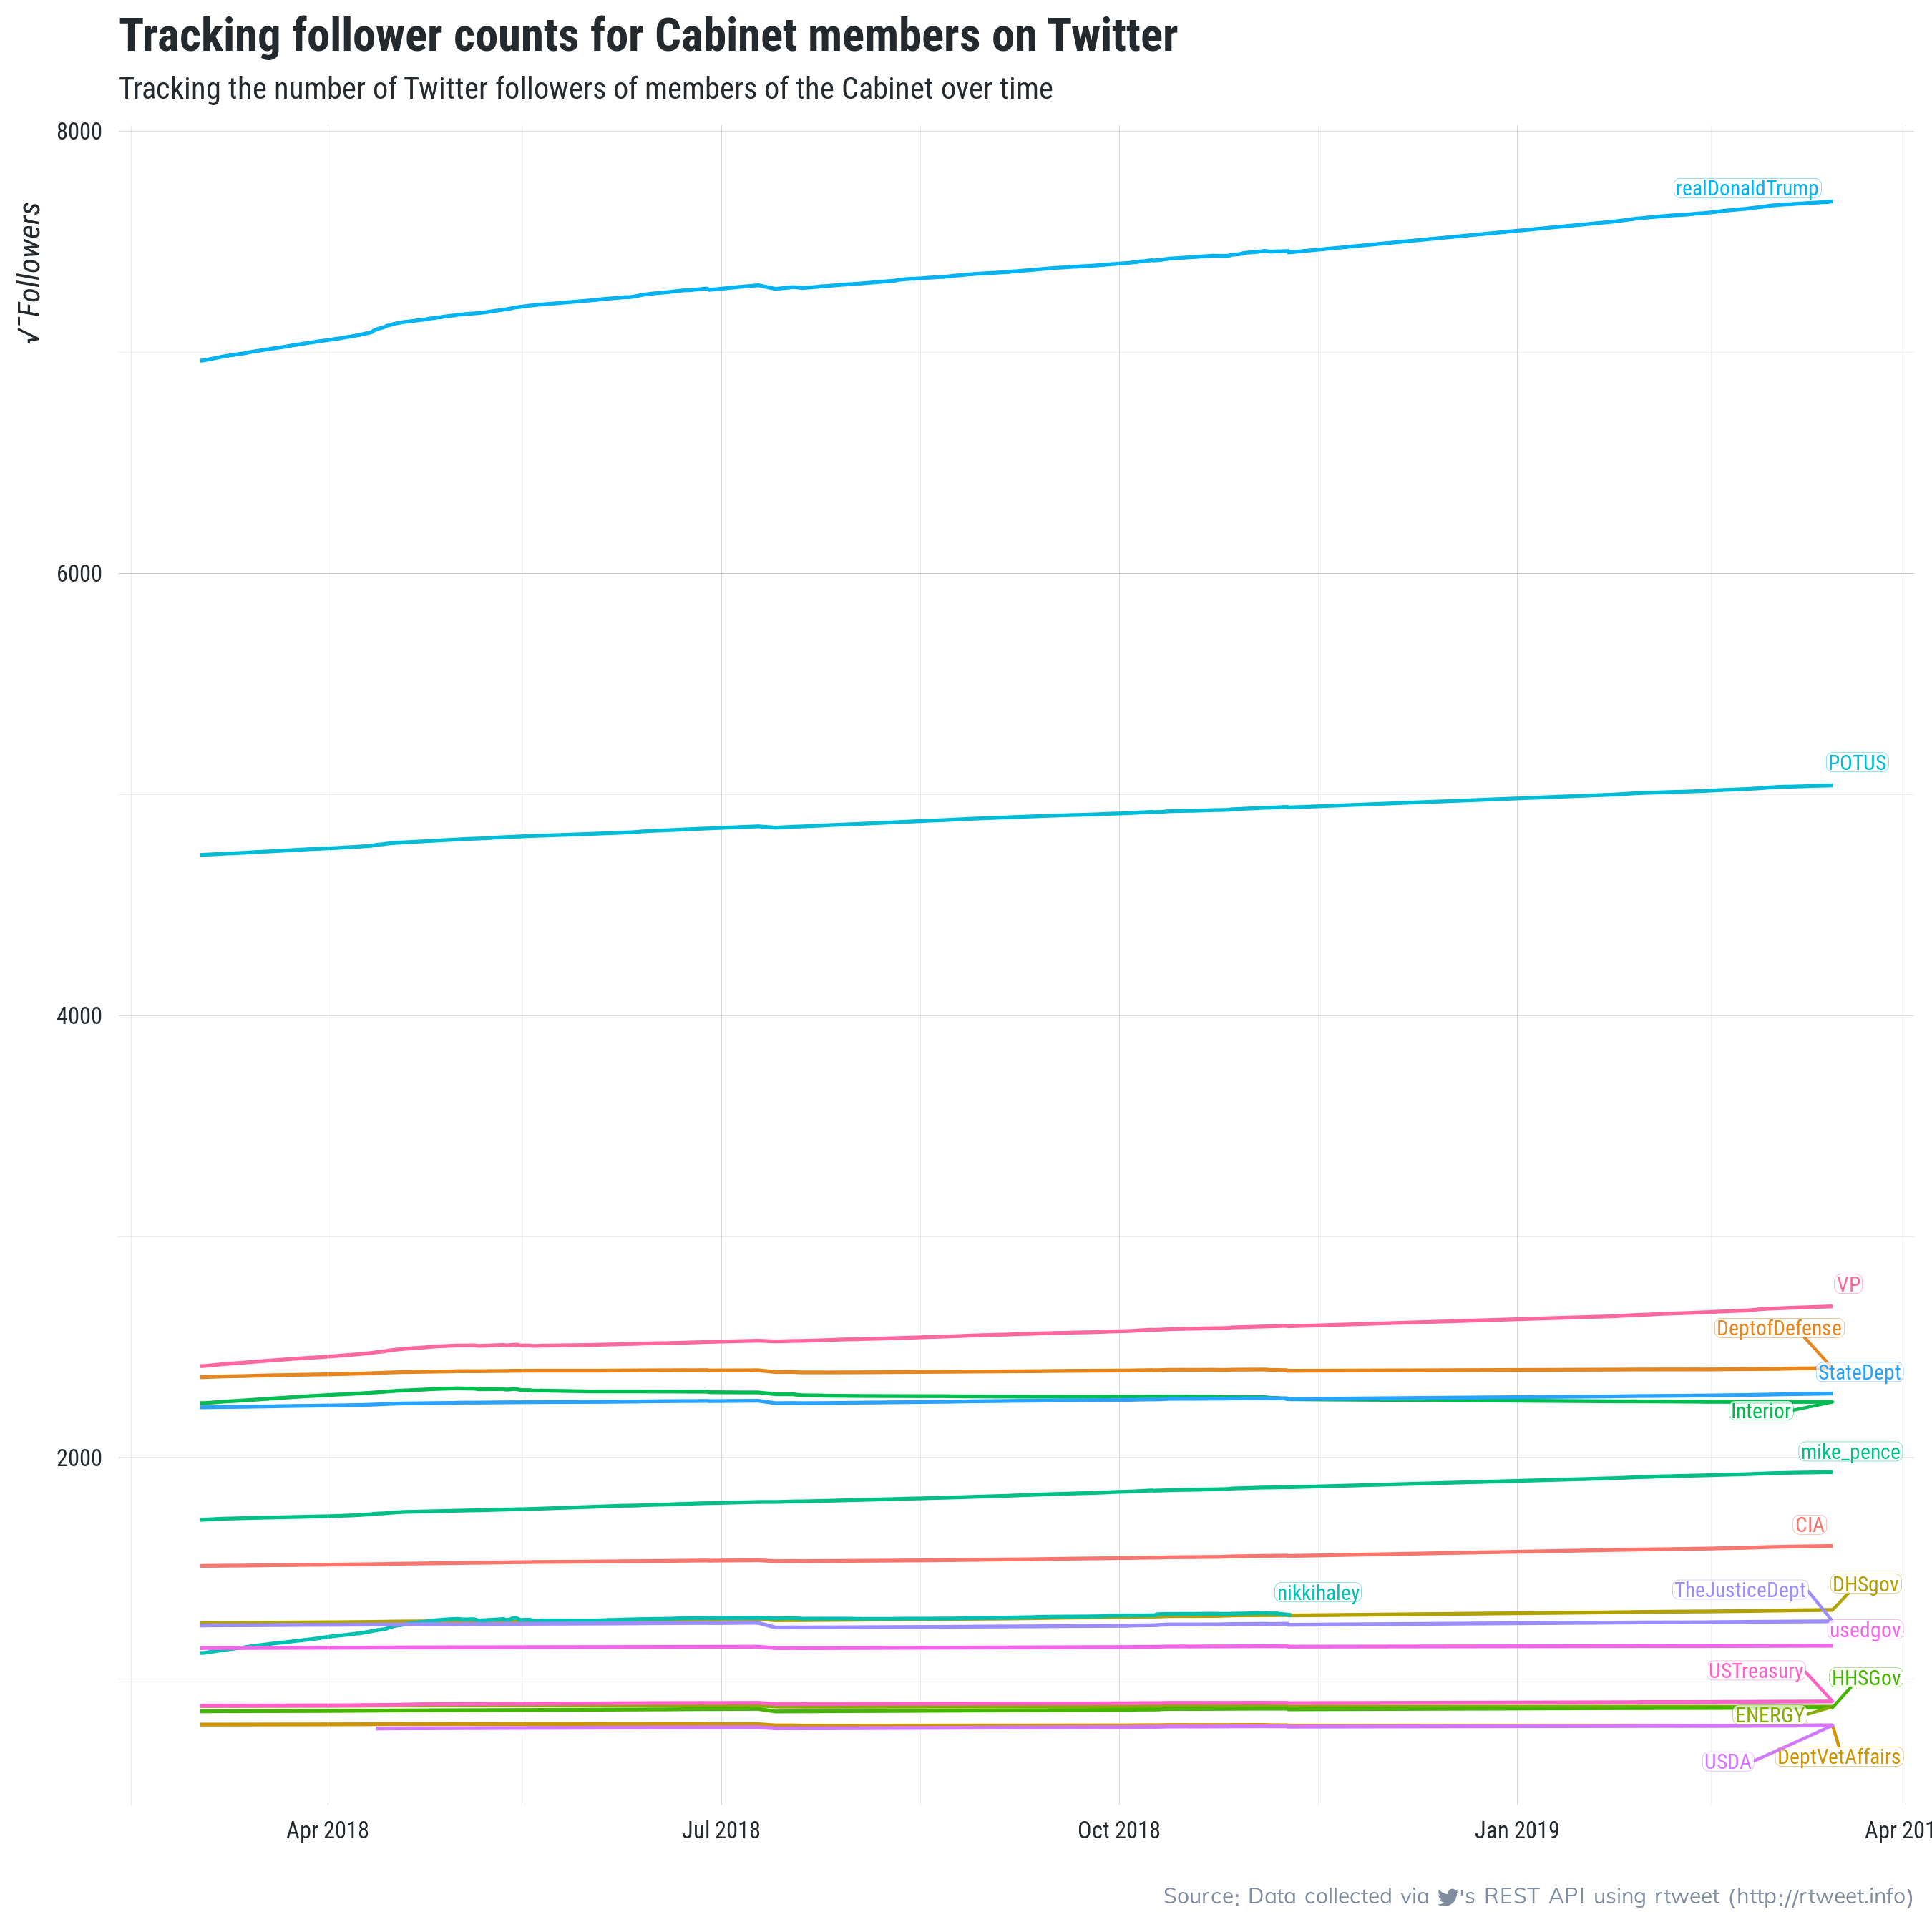 Tracking follower counts for Cabinet members on Twitter
Tracking the number of Twitter followers of members of the Cabinet over time
8000
√¯Followers
realDonaldTrump
6000
POTUS
4000
VP
DeptofDefense
StateDept
Interior
2000
mike_pence
CIA
nikkihaley
TheJusticeDept
DHSgov
usedgov
USTreasury
HHSGov
ENERGY
USDA
DeptVetAffairs
Apr 2018
Jul 2018
Oct 2018
Jan 2019
Apr 201
Source: Data collected via 's REST API using rtweet (http://rtweet.info)